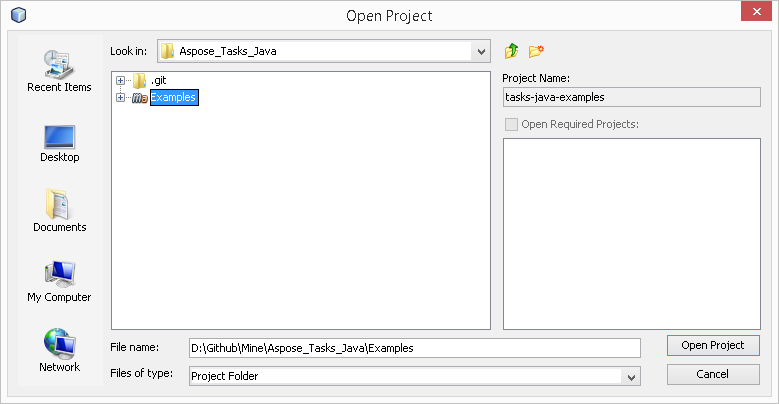 Open Project
Look in:
Aspose_Tasks_Java
Recent Items
Desktop
Documents
My Computer
Network
.git
Examples
Project Name:
tasks-java-examples
Open Required Projects:
File name:
D:\Github\Mine\Aspose_Tasks_Java\Examples
Open Project
Files of type:
Project Folder
Cancel